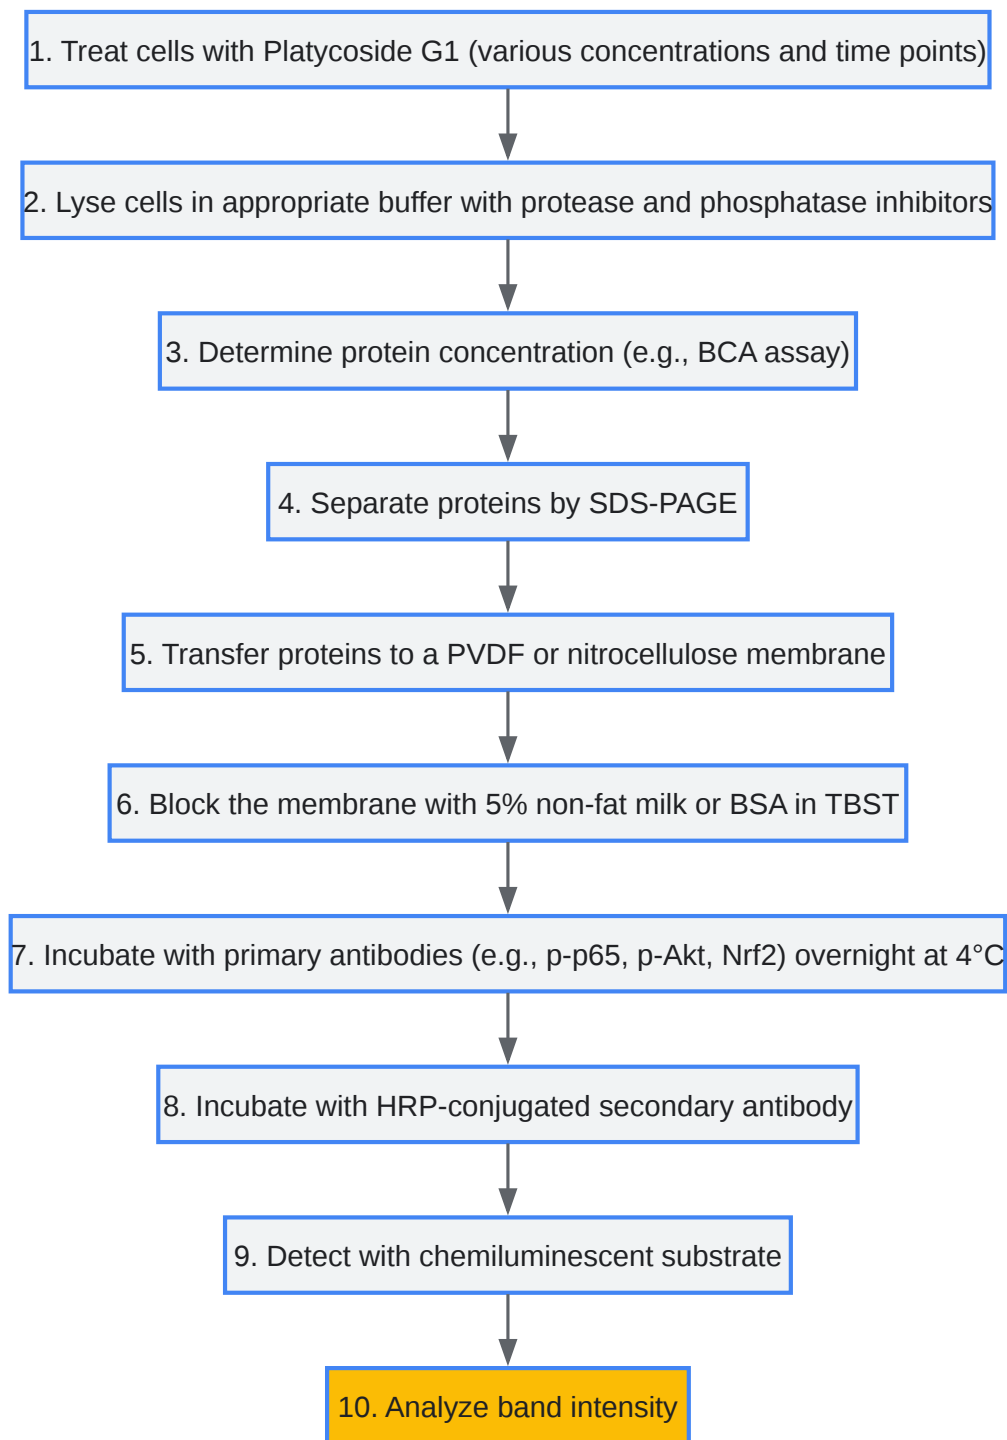 1. Treat cells with Platycoside G1 (various concentrations and time points)
2. Lyse cells in appropriate buffer with protease and phosphatase inhibitors
3. Determine protein concentration (e.g., BCA assay)
4. Separate proteins by SDS-PAGE
5. Transfer proteins to a PVDF or nitrocellulose membrane
6. Block the membrane with 5% non-fat milk or BSA in TBST
7. Incubate with primary antibodies (e.g., p-p65, p-Akt, Nrf2) overnight at 4°C
8. Incubate with HRP-conjugated secondary antibody
9. Detect with chemiluminescent substrate
10. Analyze band intensity